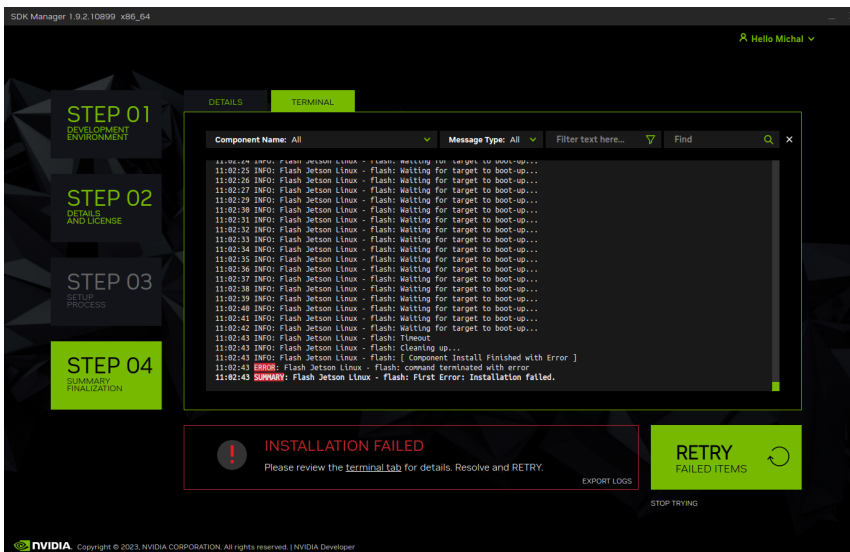 SDK Manager 1.9.2.10899 x86_64
Hello Michal
STEP 01
DEVELOPMENT
ENVIRONMENT
STEP 02
DETAILS
AND LICENSE
STEP 03
SETUP
PROCESS
STEP 04
SUMMARY
FINALIZATION
DETAILS TERMINAL
Component Name: All Message Type: All Filter text here... Find
11:02:24 INFO: Flash Jetson Linux - flash: Waiting for target to boot-up...
11:02:25 INFO: Flash Jetson Linux - flash: Waiting for target to boot-up...
11:02:26 INFO: Flash Jetson Linux - flash: Waiting for target to boot-up...
11:02:27 INFO: Flash Jetson Linux - flash: Waiting for target to boot-up...
11:02:29 INFO: Flash Jetson Linux - flash: Waiting for target to boot-up...
11:02:30 INFO: Flash Jetson Linux - flash: Waiting for target to boot-up...
11:02:31 INFO: Flash Jetson Linux - flash: Waiting for target to boot-up...
11:02:32 INFO: Flash Jetson Linux - flash: Waiting for target to boot-up...
11:02:33 INFO: Flash Jetson Linux - flash: Waiting for target to boot-up...
11:02:34 INFO: Flash Jetson Linux - flash: Waiting for target to boot-up...
11:02:35 INFO: Flash Jetson Linux - flash: Waiting for target to boot-up...
11:02:36 INFO: Flash Jetson Linux - flash: Waiting for target to boot-up...
11:02:37 INFO: Flash Jetson Linux - flash: Waiting for target to boot-up...
11:02:38 INFO: Flash Jetson Linux - flash: Waiting for target to boot-up...
11:02:39 INFO: Flash Jetson Linux - flash: Waiting for target to boot-up...
11:02:40 INFO: Flash Jetson Linux - flash: Waiting for target to boot-up...
11:02:41 INFO: Flash Jetson Linux - flash: Waiting for target to boot-up...
11:02:42 INFO: Flash Jetson Linux - flash: Waiting for target to boot-up...
11:02:43 INFO: Flash Jetson Linux - flash: Timeout
11:02:43 INFO: Flash Jetson Linux - flash: Cleaning up...
11:02:43 INFO: Flash Jetson Linux - flash: [ Component Install Finished with Error ]
11:02:43 ERROR: Flash Jetson Linux - flash: command terminated with error
11:02:43 SUMMARY: Flash Jetson Linux - flash: First Error: Installation failed.
INSTALLATION FAILED
Please review the terminal tab for details. Resolve and RETRY.
EXPORT LOGS
RETRY
FAILED ITEMS
STOP TRYING
NVIDIA. Copyright © 2023, NVIDIA CORPORATION. All rights reserved. | NVIDIA Developer